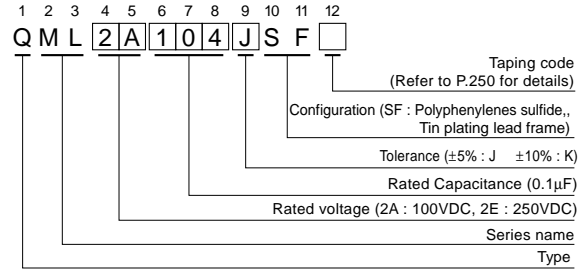 1 2 3 4 5 6 7 8 9 10 11 12
Q M L 2 A 1 0 4 J S F
Taping code
(Refer to P.250 for details)
Configuration (SF : Polyphenylenes sulfide,,
Tin plating lead frame)
Tolerance (±5% : J ±10% : K)
Rated Capacitance (0.1μF)
Rated voltage (2A : 100VDC, 2E : 250VDC)
Series name
Type